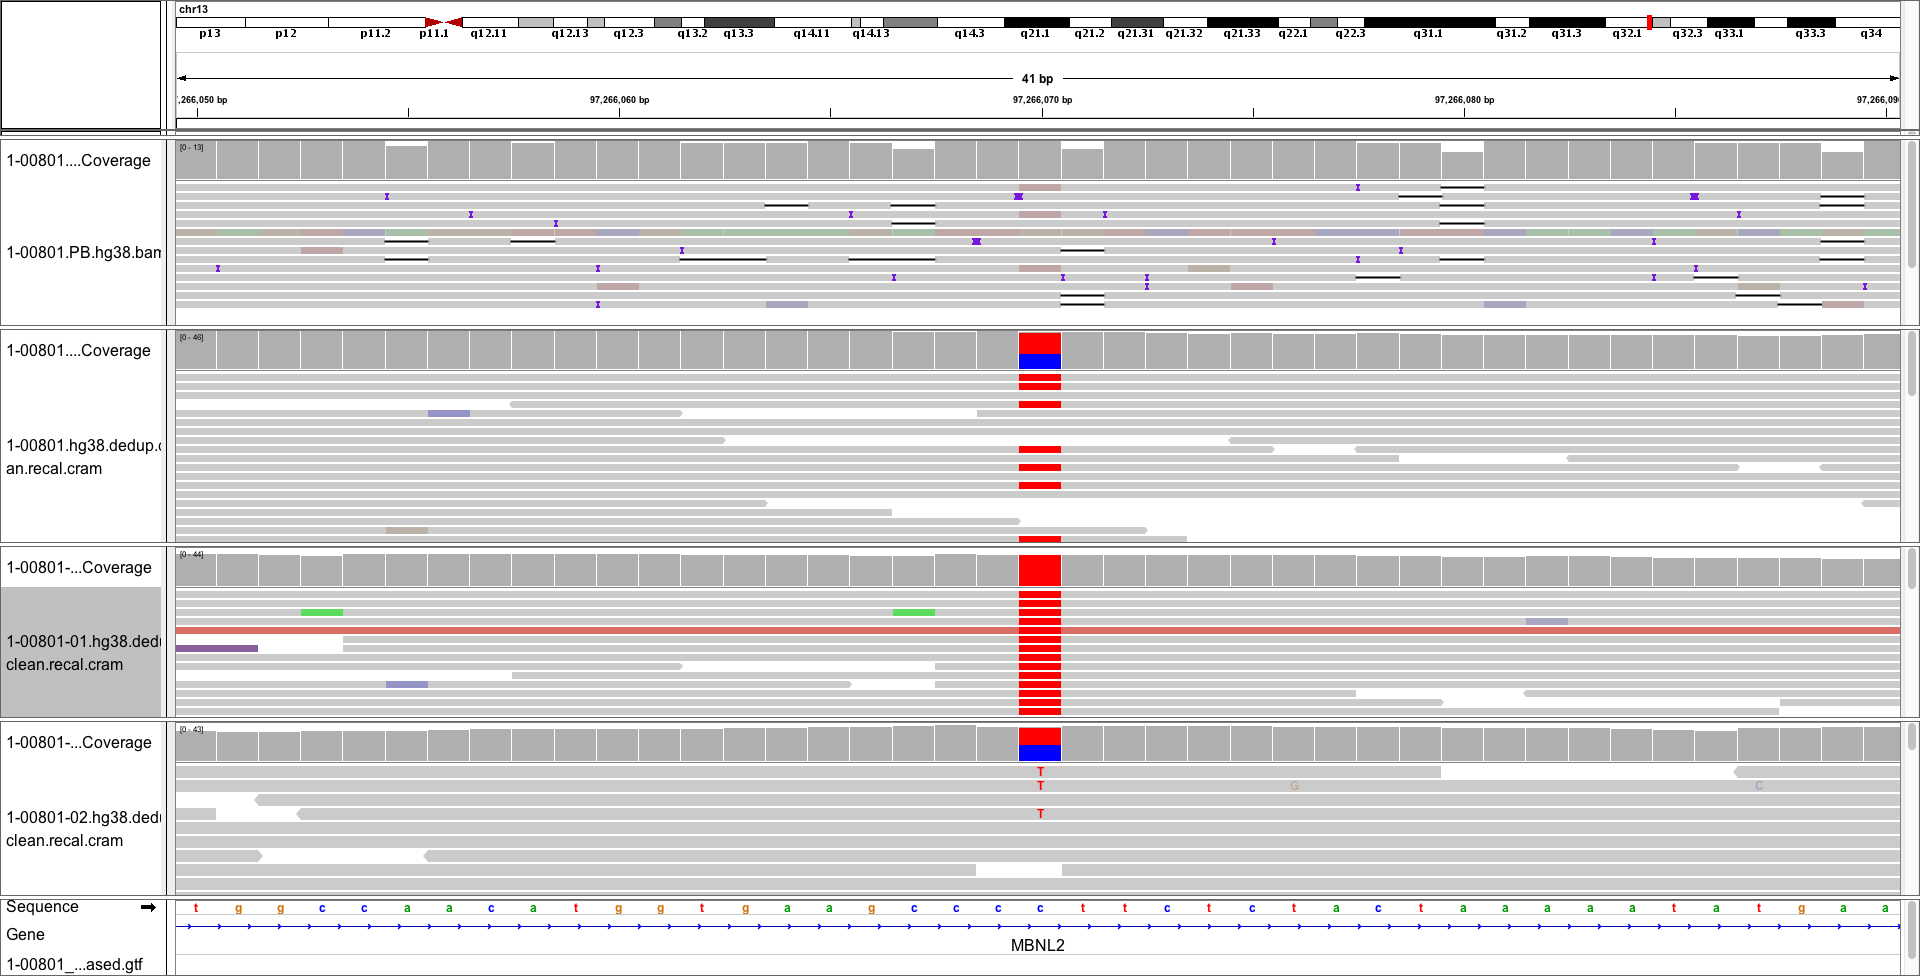 chr13
p13 p12 p11.2 p11.1 q12.11 q12.13 q12.3 q13.2 q13.3 q14.11 q14.13 q14.3 q21.1 q21.2 q21.31 q21.32 q21.33 q22.1 q22.3 q31.1 q31.2 q31.3 q32.1 q32.3 q33.1 q33.3 q34
41 bp
,266,050 bp 97,266,060 bp 97,266,070 bp 97,266,080 bp 97,266,09
1-00801....Coverage [0 - 13]
1-00801.PB.hg38.bam
1-00801....Coverage [0 - 46]
1-00801.hg38.dedup.c
an.recal.cram
1-00801-...Coverage [0 - 44]
1-00801-01.hg38.dedu
clean.recal.cram
1-00801-...Coverage [0 - 43]
T
T G C
T
1-00801-02.hg38.dedu
clean.recal.cram
Sequence t g g c c a a c a t g g t g a a g c c c c t t c t c t a c t a a a a a t a t g a a
Gene
MBNL2
1-00801_...ased.gtf